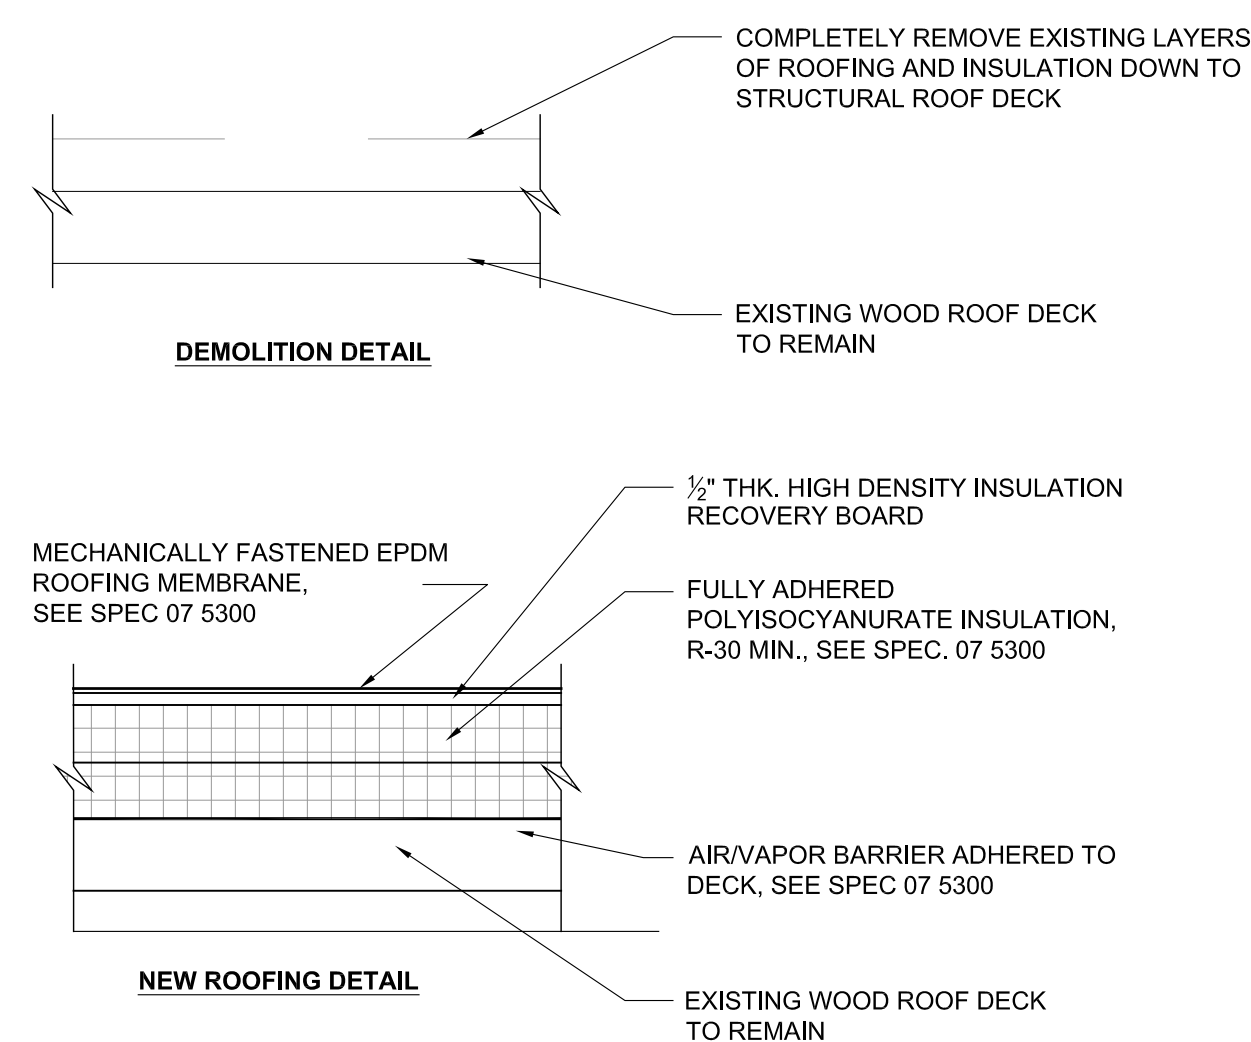 COMPLETELY REMOVE EXISTING LAYERS
OF ROOFING AND INSULATION DOWN TO
STRUCTURAL ROOF DECK
EXISTING WOOD ROOF DECK
TO REMAIN
DEMOLITION DETAIL
½" THK. HIGH DENSITY INSULATION
RECOVERY BOARD
MECHANICALLY FASTENED EPDM
ROOFING MEMBRANE,
SEE SPEC 07 5300
FULLY ADHERED
POLYISOCYANURATE INSULATION,
R-30 MIN., SEE SPEC. 07 5300
AIR/VAPOR BARRIER ADHERED TO
DECK, SEE SPEC 07 5300
NEW ROOFING DETAIL
EXISTING WOOD ROOF DECK
TO REMAIN